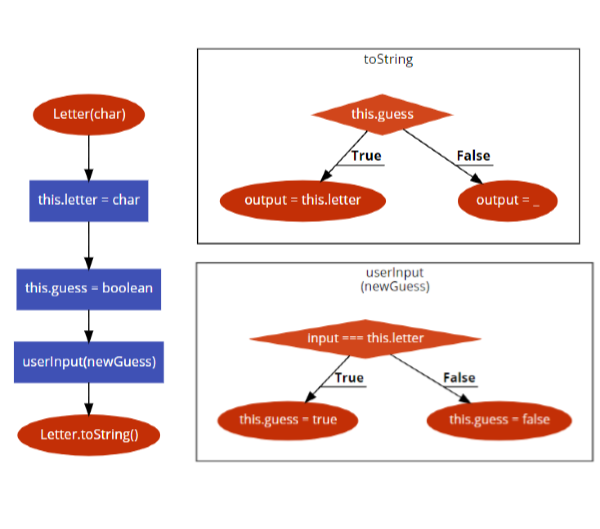 Letter(char)
this.letter = char
this.guess = boolean
userInput(newGuess)
Letter.toString()
toString
this.guess
True
False
output = this.letter
output = _
userInput
(newGuess)
input === this.letter
True
False
this.guess = true
this.guess = false